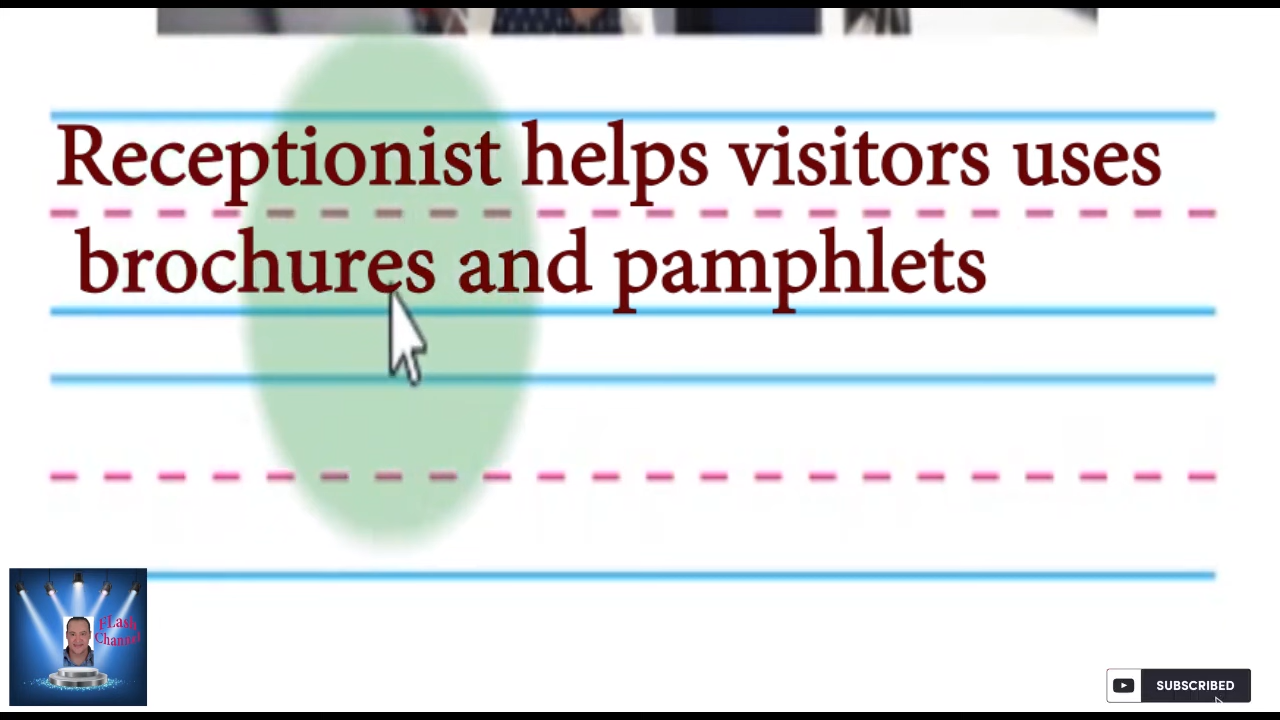 Receptionist helps visitors uses
brochures and pamphlets
FLash
Channel
SUBSCRIBED